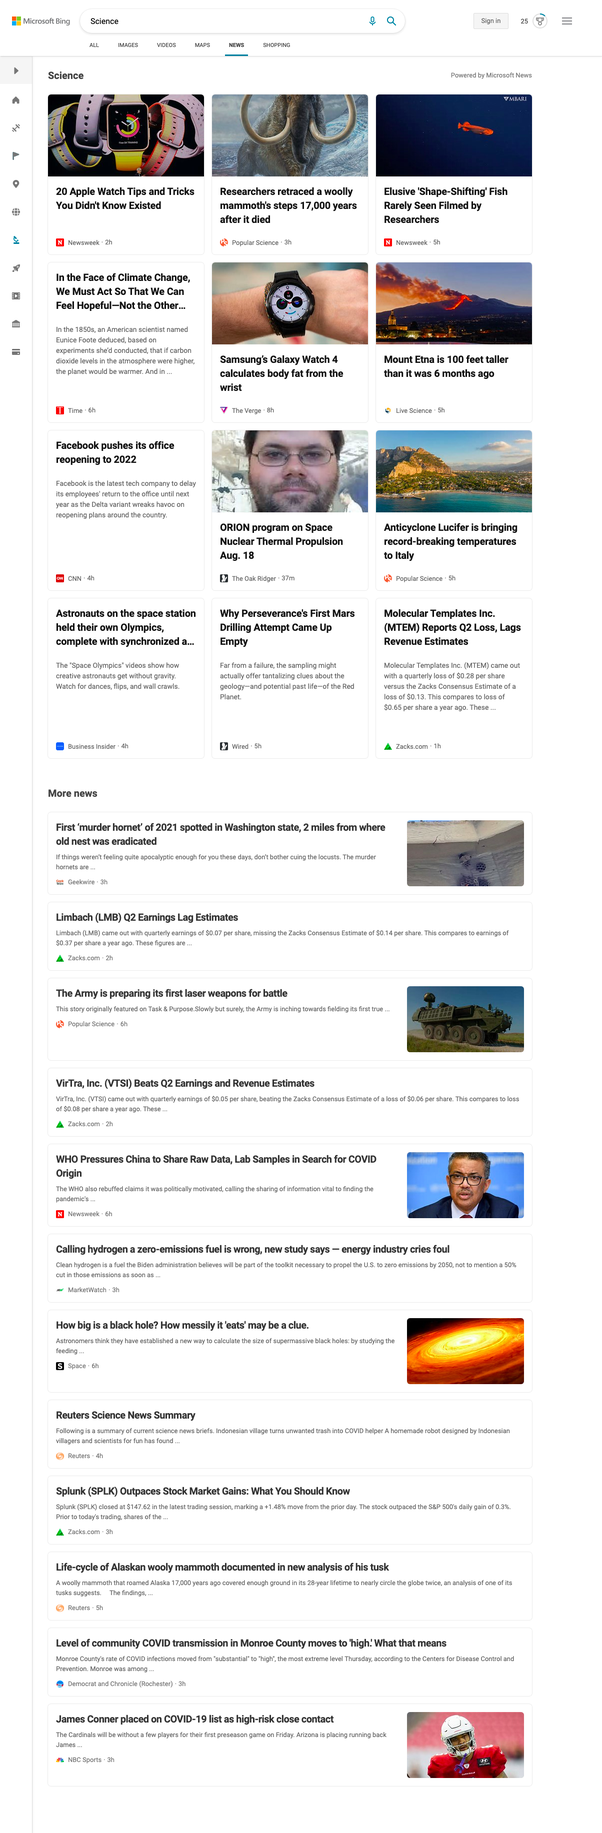 Microsoft Bing
Science
Sign in
25
ALL IMAGES VIDEOS MAPS NEWS SHOPPING
Science
Powered by Microsoft News
MBARI
20 Apple Watch Tips and Tricks
You Didn't Know Existed
Newsweek · 2h
Researchers retraced a woolly
mammoth's steps 17,000 years
after it died
Popular Science · 3h
Elusive 'Shape-Shifting' Fish
Rarely Seen Filmed by
Researchers
Newsweek · 5h
In the Face of Climate Change,
We Must Act So That We Can
Feel Hopeful—Not the Other...
In the 1850s, an American scientist named
Eunice Foote deduced, based on
experiments she'd conducted, that if carbon
dioxide levels in the atmosphere were higher,
the planet would be warmer. And in ...
Time · 6h
Samsung's Galaxy Watch 4
calculates body fat from the
wrist
The Verge · 8h
Mount Etna is 100 feet taller
than it was 6 months ago
Live Science · 5h
Facebook pushes its office
reopening to 2022
Facebook is the latest tech company to delay
its employees' return to the office until next
year as the Delta variant wreaks havoc on
reopening plans around the country.
CNN · 4h
ORION program on Space
Nuclear Thermal Propulsion
Aug. 18
The Oak Ridger · 37m
Anticyclone Lucifer is bringing
record-breaking temperatures
to Italy
Popular Science · 5h
Astronauts on the space station
held their own Olympics,
complete with synchronized a...
The "Space Olympics" videos show how
creative astronauts get without gravity.
Watch for dances, flips, and wall crawls.
Business Insider · 4h
Why Perseverance's First Mars
Drilling Attempt Came Up
Empty
Far from a failure, the sampling might
actually offer tantalizing clues about the
geology—and potential past life—of the Red
Planet.
Wired · 5h
Molecular Templates Inc.
(MTEM) Reports Q2 Loss, Lags
Revenue Estimates
Molecular Templates Inc. (MTEM) came out
with a quarterly loss of $0.28 per share
versus the Zacks Consensus Estimate of a
loss of $0.13. This compares to loss of
$0.65 per share a year ago. These ...
Zacks.com · 1h
More news
First 'murder hornet' of 2021 spotted in Washington state, 2 miles from where
old nest was eradicated
If things weren't feeling quite apocalyptic enough for you these days, don't bother cuing the locusts. The murder
hornets are ...
Geekwire · 3h
Limbach (LMB) Q2 Earnings Lag Estimates
Limbach (LMB) came out with quarterly earnings of $0.07 per share, missing the Zacks Consensus Estimate of $0.14 per share. This compares to earnings of
$0.37 per share a year ago. These figures are ...
Zacks.com · 2h
The Army is preparing its first laser weapons for battle
This story originally featured on Task & Purpose.Slowly but surely, the Army is inching towards fielding its first true ...
Popular Science · 6h
VirTra, Inc. (VTSI) Beats Q2 Earnings and Revenue Estimates
VirTra, Inc. (VTSI) came out with quarterly earnings of $0.05 per share, beating the Zacks Consensus Estimate of a loss of $0.06 per share. This compares to loss
of $0.08 per share a year ago. These ...
Zacks.com · 2h
WHO Pressures China to Share Raw Data, Lab Samples in Search for COVID
Origin
The WHO also rebuffed claims it was politically motivated, calling the sharing of information vital to finding the
pandemic's ...
Newsweek · 6h
Calling hydrogen a zero-emissions fuel is wrong, new study says — energy industry cries foul
Clean hydrogen is a fuel the Biden administration believes will be part of the toolkit necessary to propel the U.S. to zero emissions by 2050, not to mention a 50%
cut in those emissions as soon as ...
MarketWatch · 3h
How big is a black hole? How messily it 'eats' may be a clue.
Astronomers think they have established a new way to calculate the size of supermassive black holes: by studying the
feeding ...
Space · 6h
Reuters Science News Summary
Following is a summary of current science news briefs. Indonesian village turns unwanted trash into COVID helper A homemade robot designed by Indonesian
villagers and scientists for fun has found ...
Reuters · 4h
Splunk (SPLK) Outpaces Stock Market Gains: What You Should Know
Splunk (SPLK) closed at $147.62 in the latest trading session, marking a +1.48% move from the prior day. The stock outpaced the S&P 500's daily gain of 0.3%.
Prior to today's trading, shares of the ...
Zacks.com · 3h
Life-cycle of Alaskan wooly mammoth documented in new analysis of his tusk
A woolly mammoth that roamed Alaska 17,000 years ago covered enough ground in its 28-year lifetime to nearly circle the globe twice, an analysis of one of its
tusks suggests. The findings, ...
Reuters · 5h
Level of community COVID transmission in Monroe County moves to 'high.' What that means
Monroe County's rate of COVID infections moved from "substantial" to "high", the most extreme level Thursday, according to the Centers for Disease Control and
Prevention. Monroe was among ...
Democrat and Chronicle (Rochester) · 3h
James Conner placed on COVID-19 list as high-risk close contact
The Cardinals will be without a few players for their first preseason game on Friday. Arizona is placing running back
James ...
NBC Sports · 3h